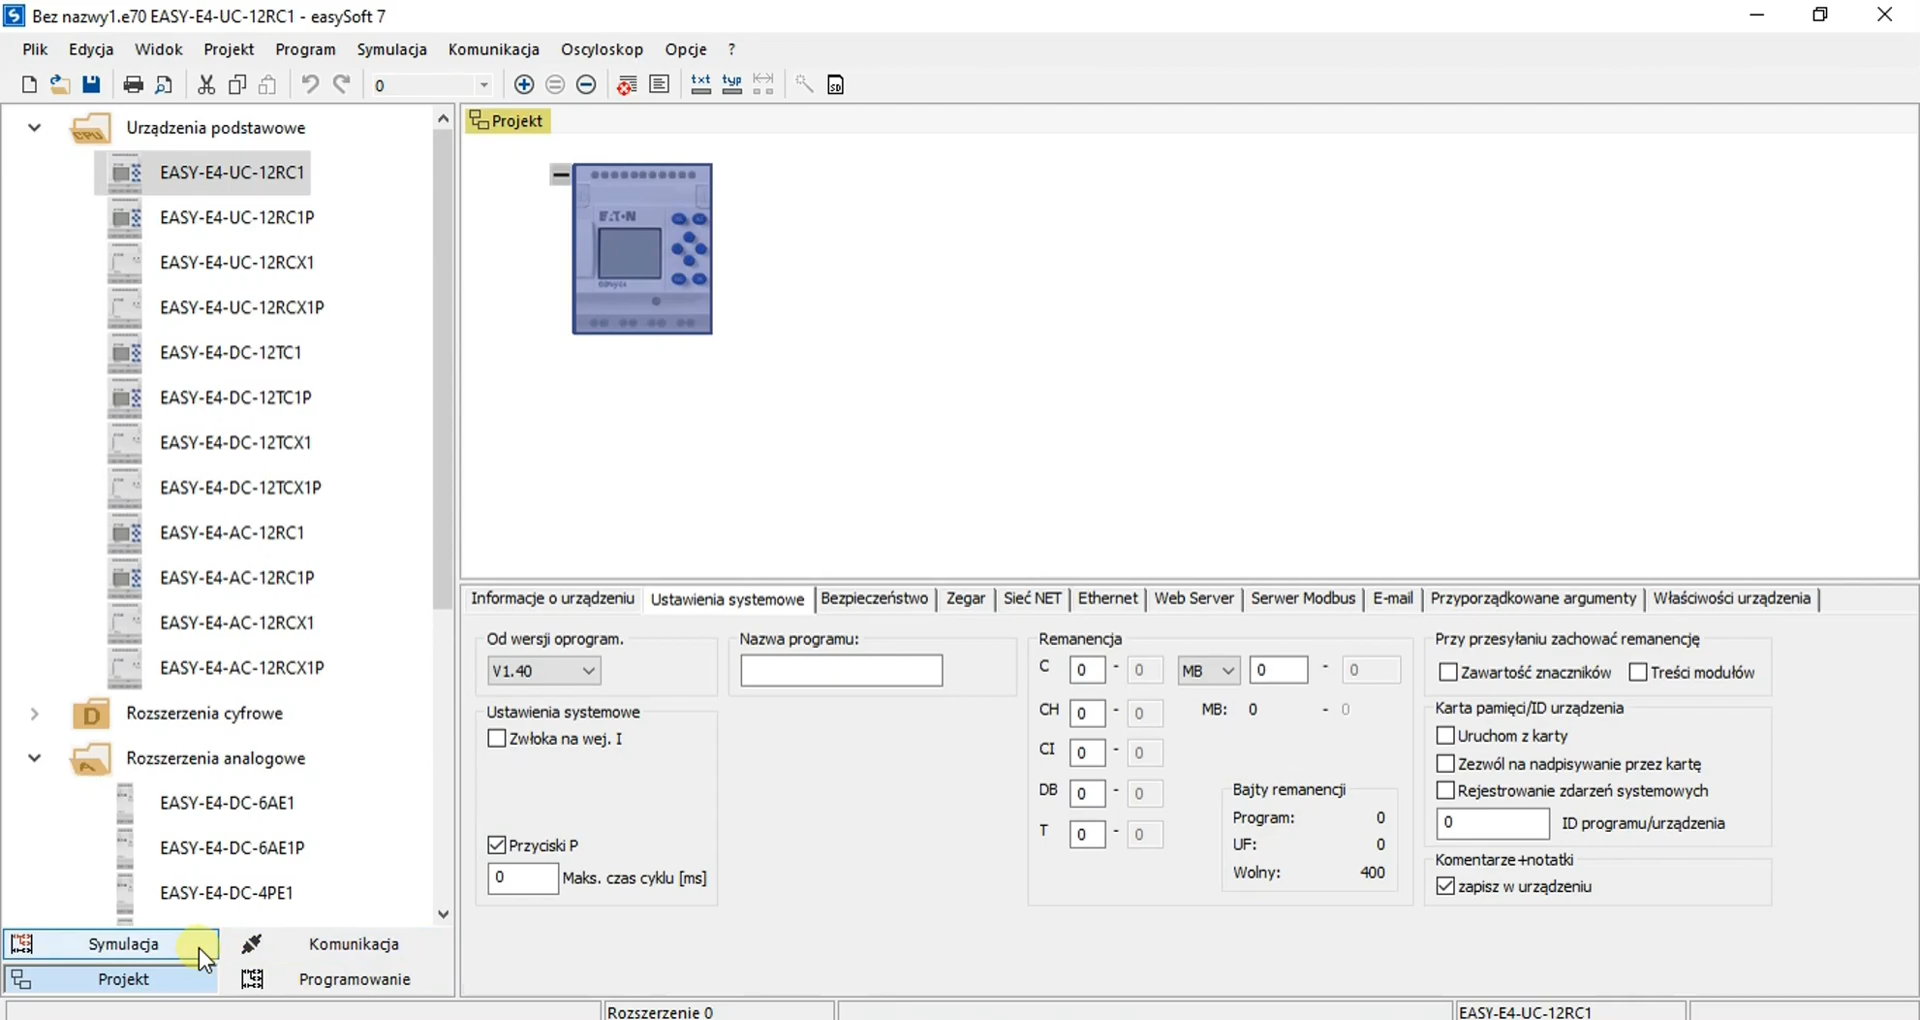 Bez nazwy1.e70 EASY-E4-UC-12RC1 - easySoft 7
Plik Edycja Widok Projekt Program Symulacja Komunikacja Oscyloskop Opcje ?
0 txt typ SD
Urządzenia podstawowe
EASY-E4-UC-12RC1
EASY-E4-UC-12RC1P
EASY-E4-UC-12RCX1
EASY-E4-UC-12RCX1P
EASY-E4-DC-12TC1
EASY-E4-DC-12TC1P
EASY-E4-DC-12TCX1
EASY-E4-DC-12TCX1P
EASY-E4-AC-12RC1
EASY-E4-AC-12RC1P
EASY-E4-AC-12RCX1
EASY-E4-AC-12RCX1P
Rozszerzenia cyfrowe
Rozszerzenia analogowe
EASY-E4-DC-6AE1
EASY-E4-DC-6AE1P
EASY-E4-DC-4PE1
Symulacja Komunikacja
Projekt Programowanie
Projekt
EATON
Informacje o urządzeniu Ustawienia systemowe Bezpieczeństwo Zegar Sieć NET Ethernet Web Server Serwer Modbus E-mail Przyporządkowane argumenty Właściwości urządzenia
Od wersji oprogram.
V1.40
Ustawienia systemowe
Zwłoka na wej. I
Przyciski P
0 Maks. czas cyklu [ms]
Nazwa programu:
Remanencja
C 0 - 0 MB 0 - 0
CH 0 - 0 MB: 0 - 0
CI 0 - 0
DB 0 - 0
T 0 - 0
Bajty remanencji
Program: 0
UF: 0
Wolny: 400
Przy przesyłaniu zachować remanencję
Zawartość znaczników Treści modułów
Karta pamięci/ID urządzenia
Uruchom z karty
Zezwól na nadpisywanie przez kartę
Rejestrowanie zdarzeń systemowych
0 ID programu/urządzenia
Komentarze+notatki
zapisz w urządzeniu
Rozszerzenie 0 EASY-E4-UC-12RC1